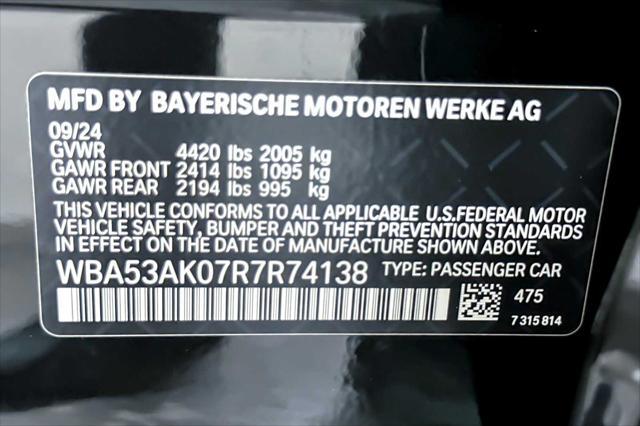 MFD BY BAYERISCHE MOTOREN WERKE AG
09/24
GVWR 4420 lbs 2005 kg
GAWR FRONT 2414 lbs 1095 kg
GAWR REAR 2194 lbs 995 kg
THIS VEHICLE CONFORMS TO ALL APPLICABLE U.S.FEDERAL MOTOR
VEHICLE SAFETY, BUMPER AND THEFT PREVENTION STANDARDS
IN EFFECT ON THE DATE OF MANUFACTURE SHOWN ABOVE.
WBA53AK07R7R74138 TYPE: PASSENGER CAR
475
7 315 814